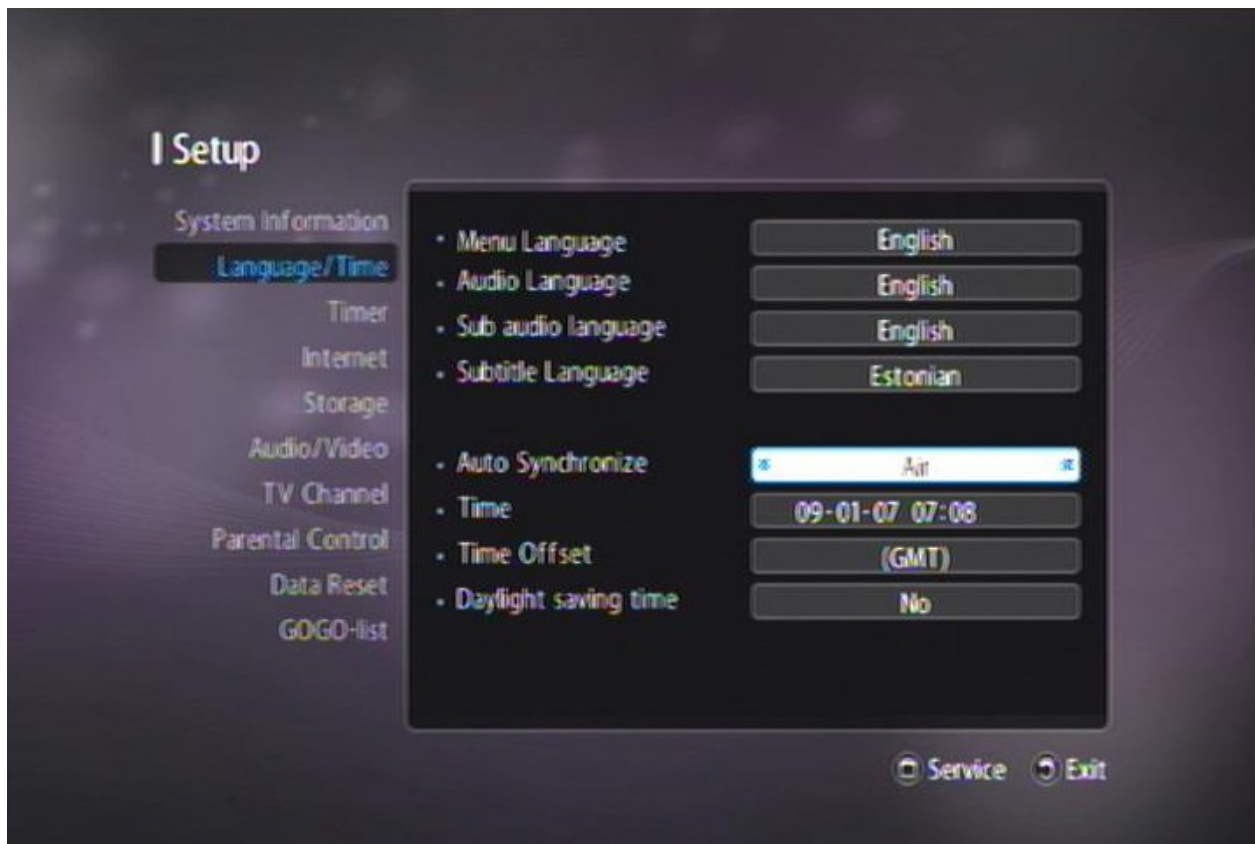 Setup
System Information
Language/Time
Timer
Internet
Storage
Audio/Video
TV Channel
Parental Control
Data Reset
GOGO-list
Menu Language English
Audio Language English
Sub audio language English
Subtitle Language Estonian
Auto Synchronize Air
Time 09-01-07 07:08
Time Offset (GMT)
Daylight saving time No
Service Exit